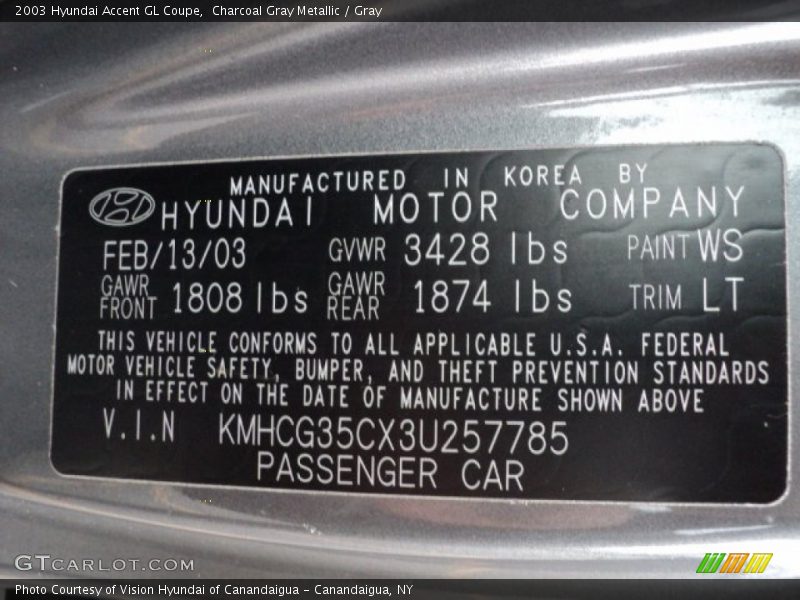 2003 Hyundai Accent GL Coupe,  Charcoal Gray Metallic / Gray
MANUFACTURED IN KOREA BY
HYUNDAI MOTOR COMPANY
FEB/13/03 GVWR 3428 lbs PAINT WS
GAWR FRONT 1808 lbs GAWR REAR 1874 lbs TRIM LT
THIS VEHICLE CONFORMS TO ALL APPLICABLE U.S.A. FEDERAL
MOTOR VEHICLE SAFETY, BUMPER, AND THEFT PREVENTION STANDARDS
IN EFFECT ON THE DATE OF MANUFACTURE SHOWN ABOVE
V.I.N KMHCG35CX3U257785
PASSENGER CAR
GTCARLOT.COM
Photo Courtesy of Vision Hyundai of Canandaigua - Canandaigua, NY